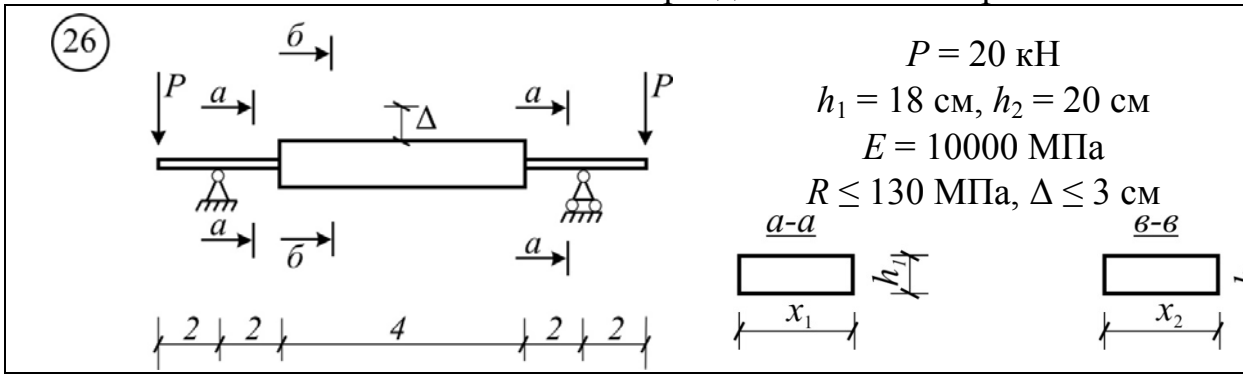 26
P = 20 кН
h₁ = 18 см, h₂ = 20 см
E = 10000 МПа
R ≤ 130 МПа, Δ ≤ 3 см
б
P
a
Δ
a
P
a
б
a
а-а
h₁
x₁
в-в
x₂
2 2 4 2 2